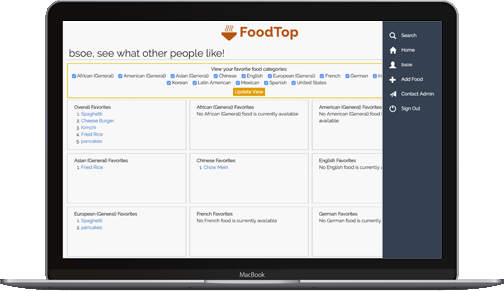 FoodTop
bsoe, see what other people like!
View your favorite food categories:
African (General) American (General) Asian (General) Chinese English European (General) French German
Korean Latin American Mexican Spanish United States
Update View
Overall Favorites
1. Spaghetti
2. Cheese Burger
3. Kimchi
4. Fried Rice
5. pancakes
African (General) Favorites
No African (General) food is currently available
American (General) Favorites
No American (General) food is
available
Asian (General) Favorites
1. Fried Rice
Chinese Favorites
1. Chow Mein
English Favorites
No English food is currently a
European (General) Favorites
1. Spaghetti
2. pancakes
French Favorites
No French food is currently available
German Favorites
No German food is currently
Search
Home
bsoe
Add Food
Contact Admin
Sign Out
MacBook